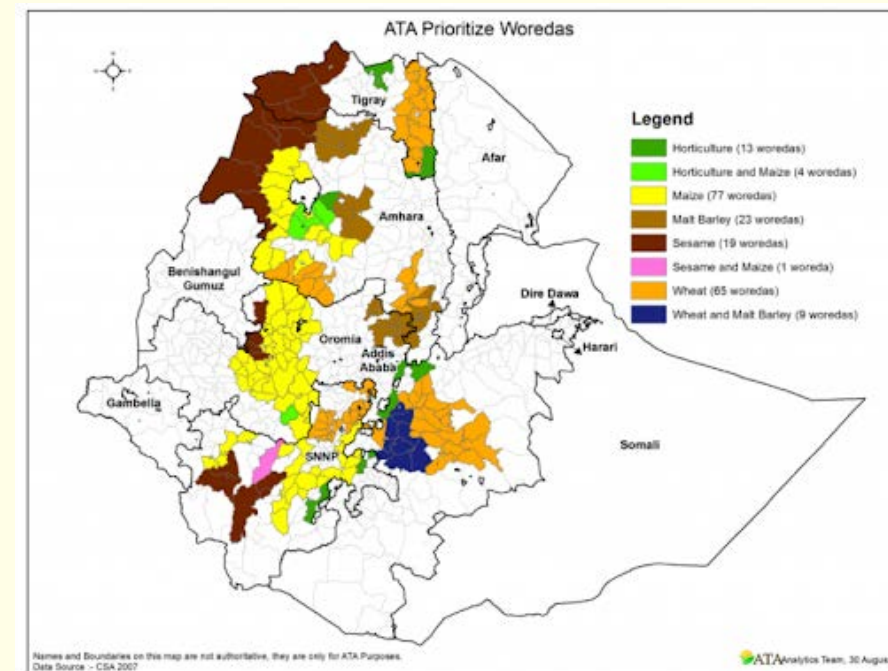 ATA Prioritize Woredas
Tigray
Afar
Amhara
Benishangul
Gumuz
Dire Dawa
Oromia
Addis
Ababa
Harari
Gambella
SNNP
Somali
Legend
Horticulture (13 woredas)
Horticulture and Maize (4 woredas)
Maize (77 woredas)
Malt Barley (23 woredas)
Sesame (19 woredas)
Sesame and Maize (1 woreda)
Wheat (65 woredas)
Wheat and Malt Barley (9 woredas)
Names and Boundaries on this map are not authoritative, they are only for ATA Purposes.
Data Source :- CSA 2007
ATA Analytics Team, 30 Augus